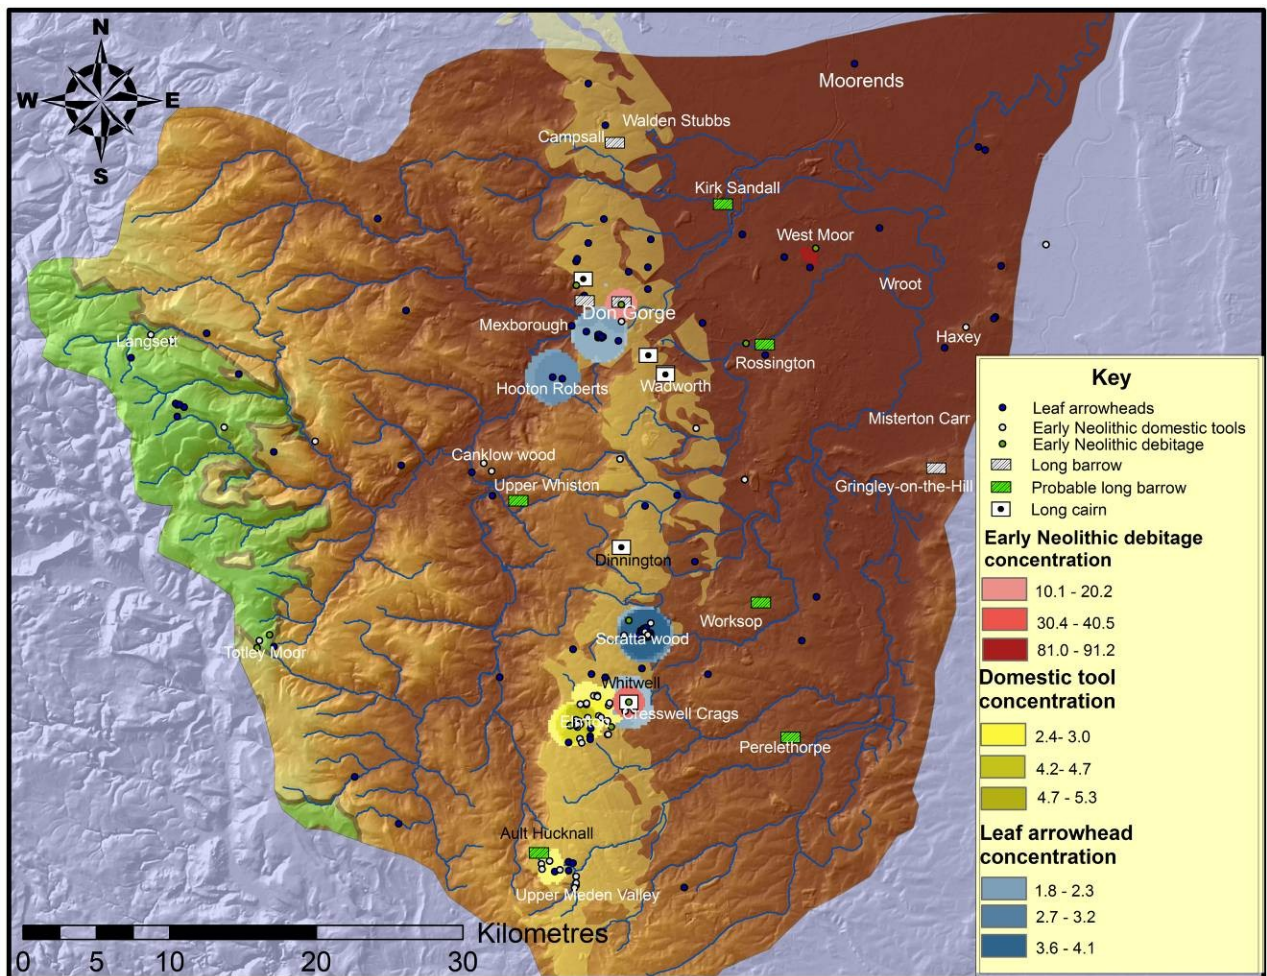 N
W
E
S
Moorends
Walden Stubbs
Campsall
Kirk Sandall
West Moor
Wroot
Don Gorge
Mexborough
Langsett
Haxey
Rossington
Hooton Roberts
Wadworth
Misterton Carr
Canklow wood
Upper Whiston
Gringley-on-the-Hill
Dinnington
Worksop
Scratta wood
Totley Moor
Whitwell
Cresswell Crags
Perelethorpe
Ault Hucknall
Upper Meden Valley
Kilometres
0 5 10 20 30
Key
Leaf arrowheads
Early Neolithic domestic tools
Early Neolithic debitage
Long barrow
Probable long barrow
Long cairn
Early Neolithic debitage
concentration
10.1 - 20.2
30.4 - 40.5
81.0 - 91.2
Domestic tool
concentration
2.4- 3.0
4.2- 4.7
4.7 - 5.3
Leaf arrowhead
concentration
1.8 - 2.3
2.7 - 3.2
3.6 - 4.1